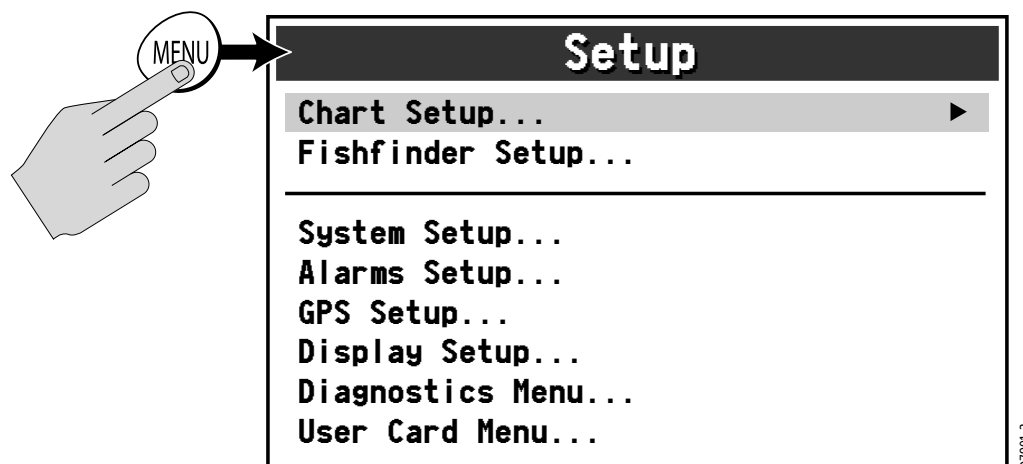 MENU
Setup
Chart Setup...
Fishfinder Setup...
System Setup...
Alarms Setup...
GPS Setup...
Display Setup...
Diagnostics Menu...
User Card Menu...